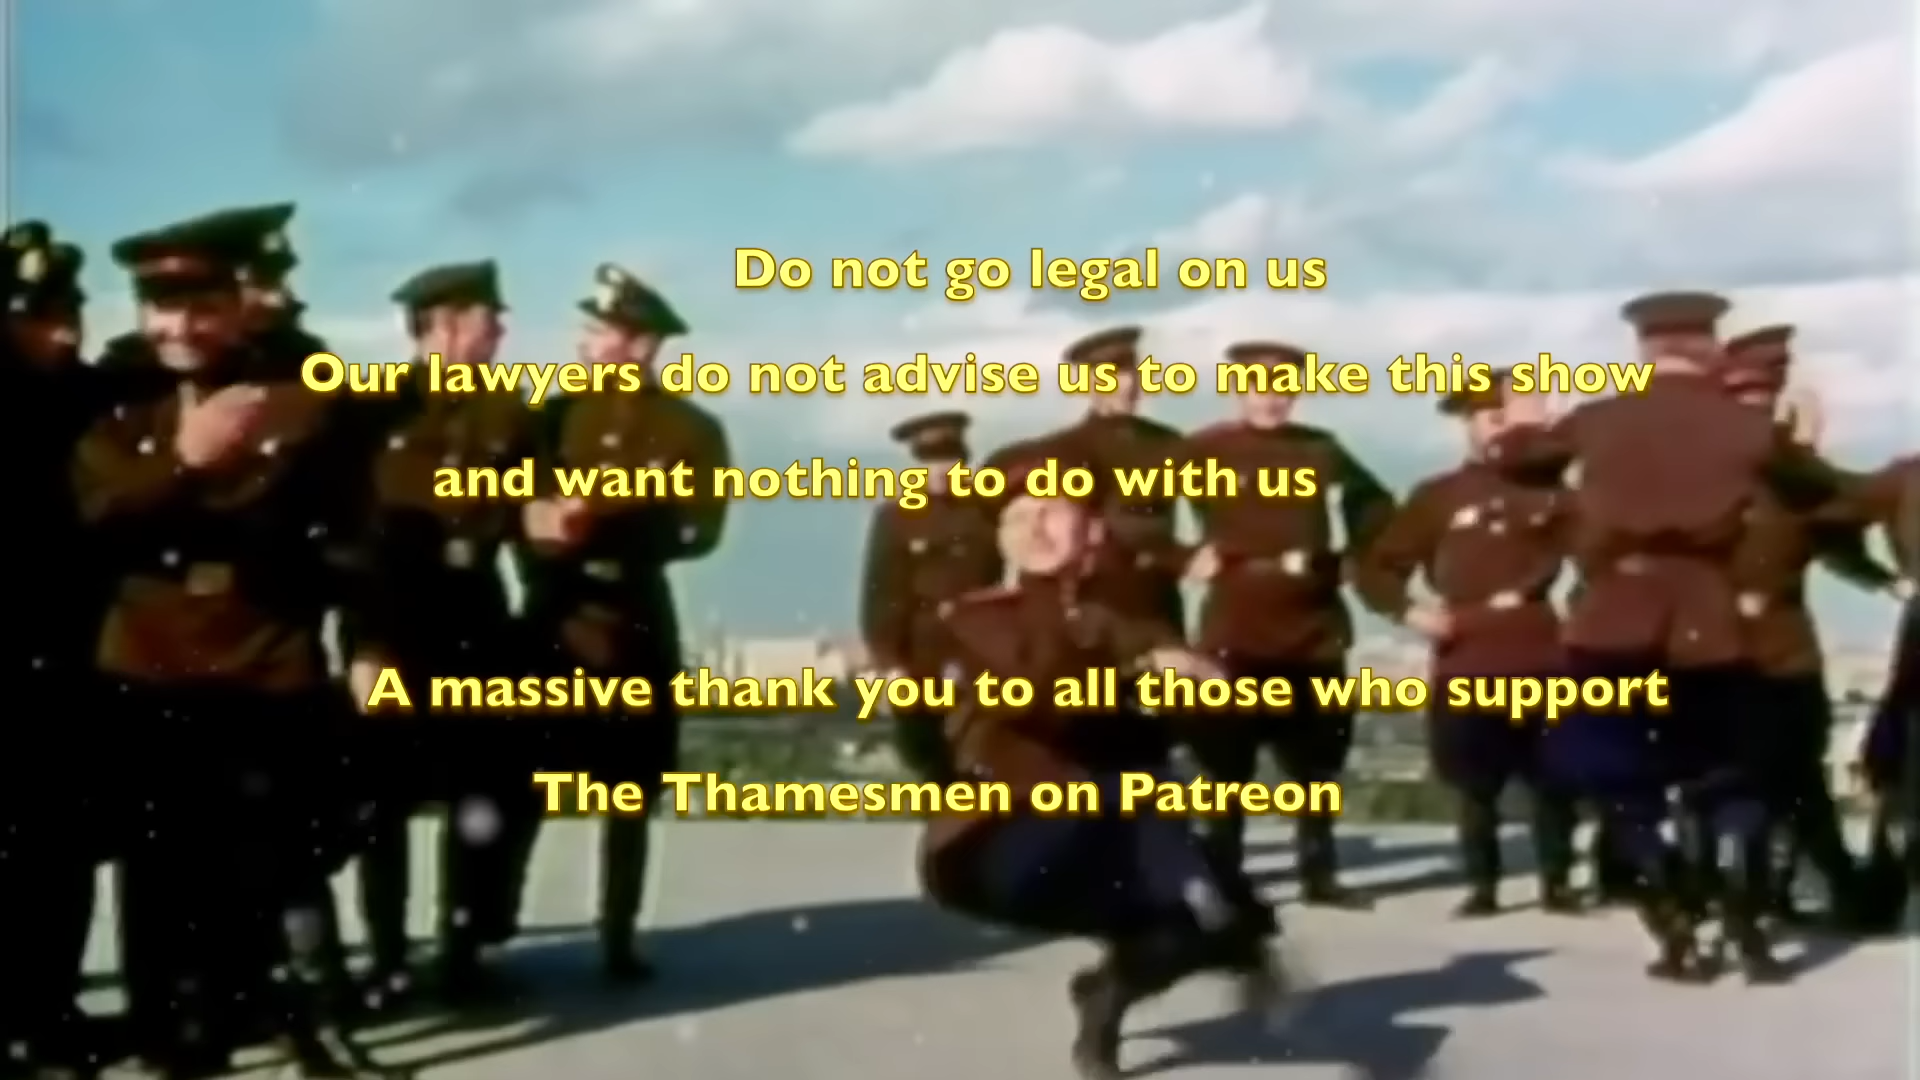 Do not go legal on us
Our lawyers do not advise us to make this show
and want nothing to do with us
A massive thank you to all those who support
The Thamesmen on Patreon